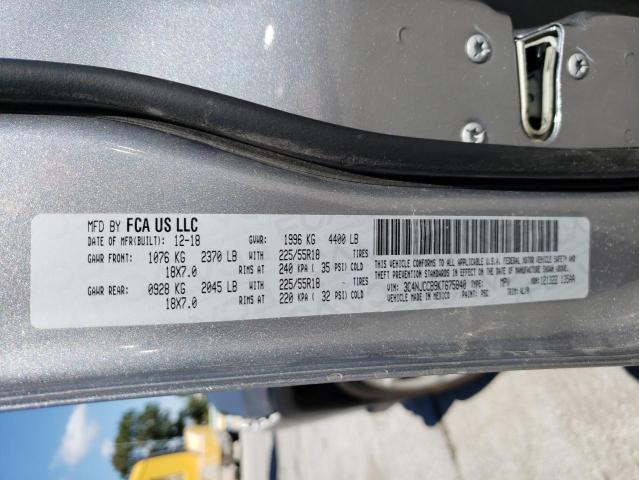 MFD BY FCA US LLC
DATE OF MFR(BUILT): 12-18 GVWR: 1996 KG 4400 LB
GAWR FRONT: 1076 KG 2370 LB WITH 225/55R18 TIRES
18X7.0 RIMS AT 240 KPA ( 35 PSI) COLD
GAWR REAR: 0928 KG 2045 LB WITH 225/55R18 TIRES
18X7.0 RIMS AT 220 KPA ( 32 PSI) COLD
THIS VEHICLE CONFORMS TO ALL APPLICABLE U.S.A. FEDERAL MOTOR VEHICLE
SAFETY, BUMPER AND THEFT PREVENTION STANDARDS IN EFFECT ON
THE DATE OF MANUFACTURE SHOWN ABOVE.
VIN: 3C4NJCCB9KT675840 TYPE: MPV
PAINT: PSC TRIM: